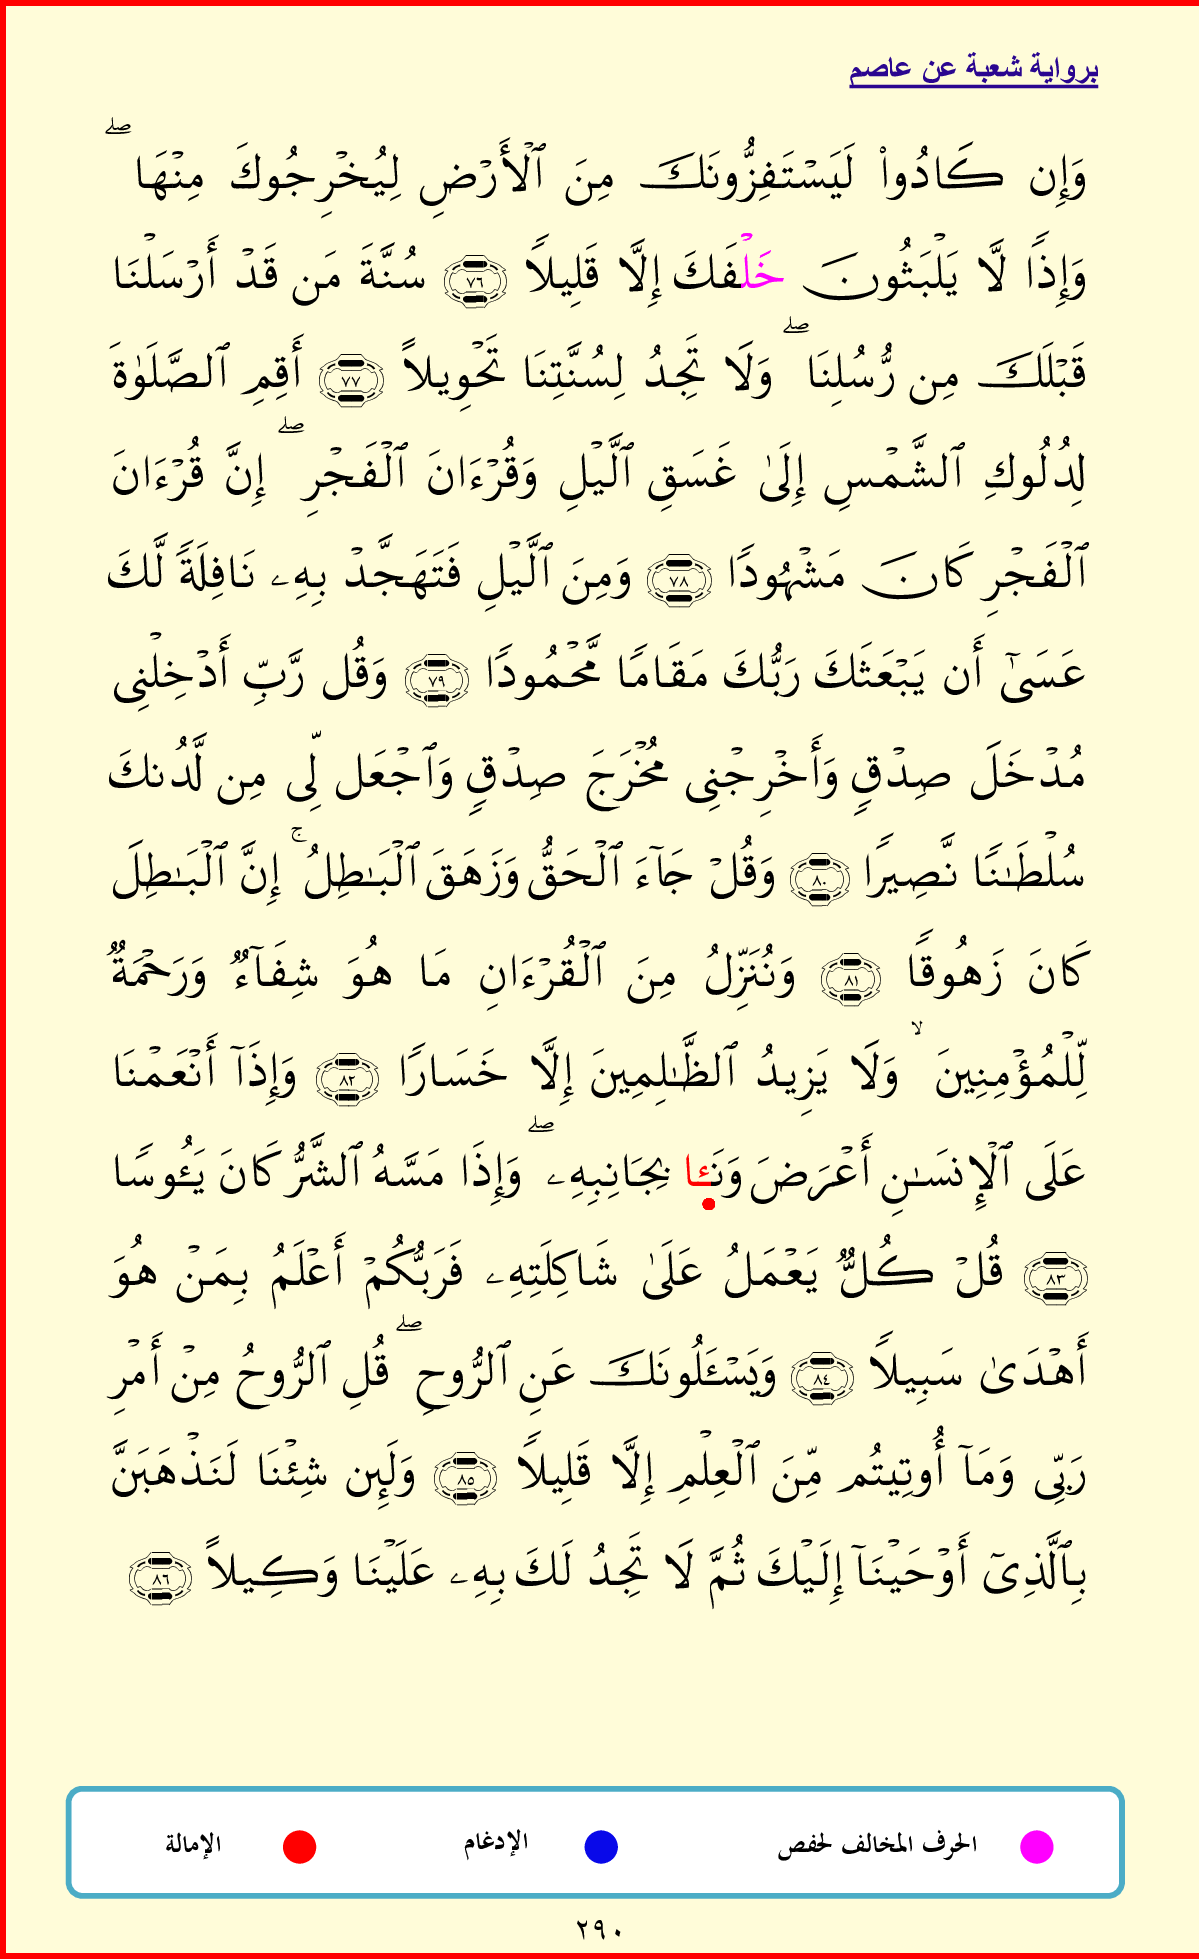 برواية شعبة عن عاصم
وَإِن كَادُواْ لَيَسْتَفِزُّونَكَ مِنَ ٱلْأَرْضِ لِيُخْرِجُوكَ مِنْهَا ۖ
وَإِذًا لَّا يَلْبَثُونَ خَلْفَكَ إِلَّا قَلِيلًا ٧٦ سُنَّةَ مَن قَدْ أَرْسَلْنَا
قَبْلَكَ مِن رُّسُلِنَا ۖ وَلَا تَجِدُ لِسُنَّتِنَا تَحْوِيلًا ٧٧ أَقِمِ ٱلصَّلَوٰةَ
لِدُلُوكِ ٱلشَّمْسِ إِلَىٰ غَسَقِ ٱلَّيْلِ وَقُرْءَانَ ٱلْفَجْرِ ۖ إِنَّ قُرْءَانَ
ٱلْفَجْرِ كَانَ مَشْهُودًا ٧٨ وَمِنَ ٱلَّيْلِ فَتَهَجَّدْ بِهِۦ نَافِلَةً لَّكَ
عَسَىٰٓ أَن يَبْعَثَكَ رَبُّكَ مَقَامًا مَّحْمُودًا ٧٩ وَقُل رَّبِّ أَدْخِلْنِى
مُدْخَلَ صِدْقٍ وَأَخْرِجْنِى مُخْرَجَ صِدْقٍ وَٱجْعَل لِّى مِن لَّدُنكَ
سُلْطَـٰنًا نَّصِيرًا ٨٠ وَقُلْ جَآءَ ٱلْحَقُّ وَزَهَقَ ٱلْبَـٰطِلُ ۚ إِنَّ ٱلْبَـٰطِلَ
كَانَ زَهُوقًا ٨١ وَنُنَزِّلُ مِنَ ٱلْقُرْءَانِ مَا هُوَ شِفَآءٌ وَرَحْمَةٌ
لِّلْمُؤْمِنِينَ ۙ وَلَا يَزِيدُ ٱلظَّـٰلِمِينَ إِلَّا خَسَارًا ٨٢ وَإِذَآ أَنْعَمْنَا
عَلَى ٱلْإِنسَـٰنِ أَعْرَضَ وَنَـَٔا بِجَانِبِهِۦ ۖ وَإِذَا مَسَّهُ ٱلشَّرُّ كَانَ يَـُٔوسًا
٨٣ قُلْ كُلٌّ يَعْمَلُ عَلَىٰ شَاكِلَتِهِۦ فَرَبُّكُمْ أَعْلَمُ بِمَنْ هُوَ
أَهْدَىٰ سَبِيلًا ٨٤ وَيَسْـَٔلُونَكَ عَنِ ٱلرُّوحِ ۖ قُلِ ٱلرُّوحُ مِنْ أَمْرِ
رَبِّى وَمَآ أُوتِيتُم مِّنَ ٱلْعِلْمِ إِلَّا قَلِيلًا ٨٥ وَلَئِن شِئْنَا لَنَذْهَبَنَّ
بِٱلَّذِىٓ أَوْحَيْنَآ إِلَيْكَ ثُمَّ لَا تَجِدُ لَكَ بِهِۦ عَلَيْنَا وَكِيلًا ٨٦
الحرف المخالف لحفص الإدغام الإمالة
٢٩٠